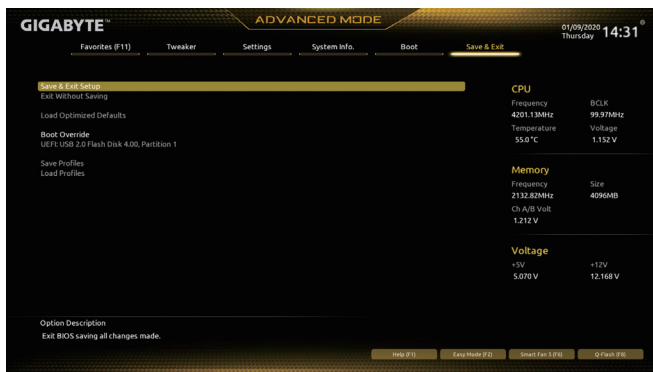 GIGABYTE™
ADVANCED MODE
01/09/2020 Thursday 14:31
Favorites (F11) Tweaker Settings System Info. Boot Save & Exit
Save & Exit Setup
Exit Without Saving
Load Optimized Defaults
Boot Override
UEFI: USB 2.0 Flash Disk 4.00, Partition 1
Save Profiles
Load Profiles
CPU
Frequency BCLK
4201.13MHz 99.97MHz
Temperature Voltage
55.0 °C 1.152 V
Memory
Frequency Size
2132.82MHz 4096MB
Ch A/B Volt
1.212 V
Voltage
+5V +12V
5.070 V 12.168 V
Option Description
Exit BIOS saving all changes made.
Help (F1) Easy Mode (F2) Smart Fan 5 (F6) Q-Flash (F8)